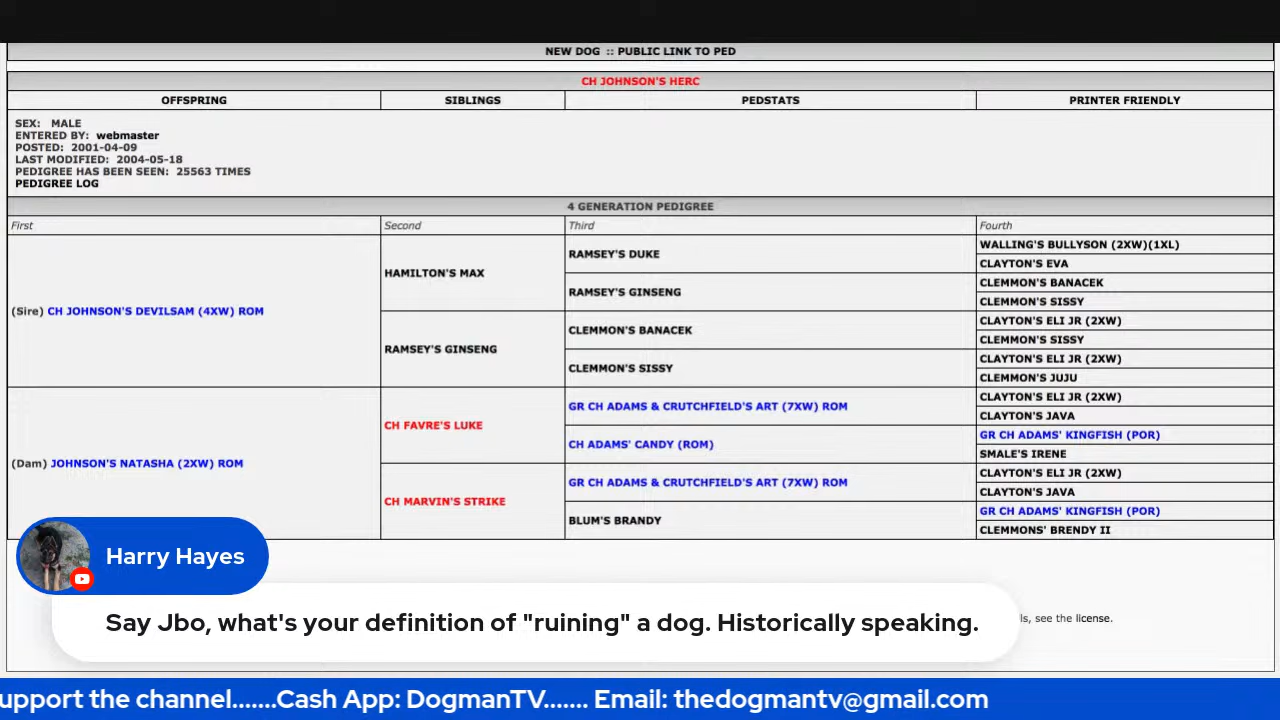 NEW DOG :: PUBLIC LINK TO PED
CH JOHNSON'S HERC
OFFSPRING SIBLINGS PEDSTATS PRINTER FRIENDLY
SEX: MALE
ENTERED BY: webmaster
POSTED: 2001-04-09
LAST MODIFIED: 2004-05-18
PEDIGREE HAS BEEN SEEN: 25563 TIMES
PEDIGREE LOG
4 GENERATION PEDIGREE
First Second Third Fourth
(Sire) CH JOHNSON'S DEVILSAM (4XW) ROM
HAMILTON'S MAX
RAMSEY'S DUKE
WALLING'S BULLYSON (2XW)(1XL)
CLAYTON'S EVA
RAMSEY'S GINSENG
CLEMMON'S BANACEK
CLEMMON'S SISSY
RAMSEY'S GINSENG
CLEMMON'S BANACEK
CLAYTON'S ELI JR (2XW)
CLEMMON'S SISSY
CLEMMON'S SISSY
CLAYTON'S ELI JR (2XW)
CLEMMON'S JUJU
(Dam) JOHNSON'S NATASHA (2XW) ROM
CH FAVRE'S LUKE
GR CH ADAMS & CRUTCHFIELD'S ART (7XW) ROM
CLAYTON'S ELI JR (2XW)
CLAYTON'S JAVA
CH ADAMS' CANDY (ROM)
GR CH ADAMS' KINGFISH (POR)
SMALE'S IRENE
CH MARVIN'S STRIKE
GR CH ADAMS & CRUTCHFIELD'S ART (7XW) ROM
CLAYTON'S ELI JR (2XW)
CLAYTON'S JAVA
BLUM'S BRANDY
GR CH ADAMS' KINGFISH (POR)
CLEMMONS' BRENDY II
Harry Hayes
Say Jbo, what's your definition of "ruining" a dog. Historically speaking.
ls, see the license.
upport the channel.......Cash App: DogmanTV....... Email: thedogmantv@gmail.com